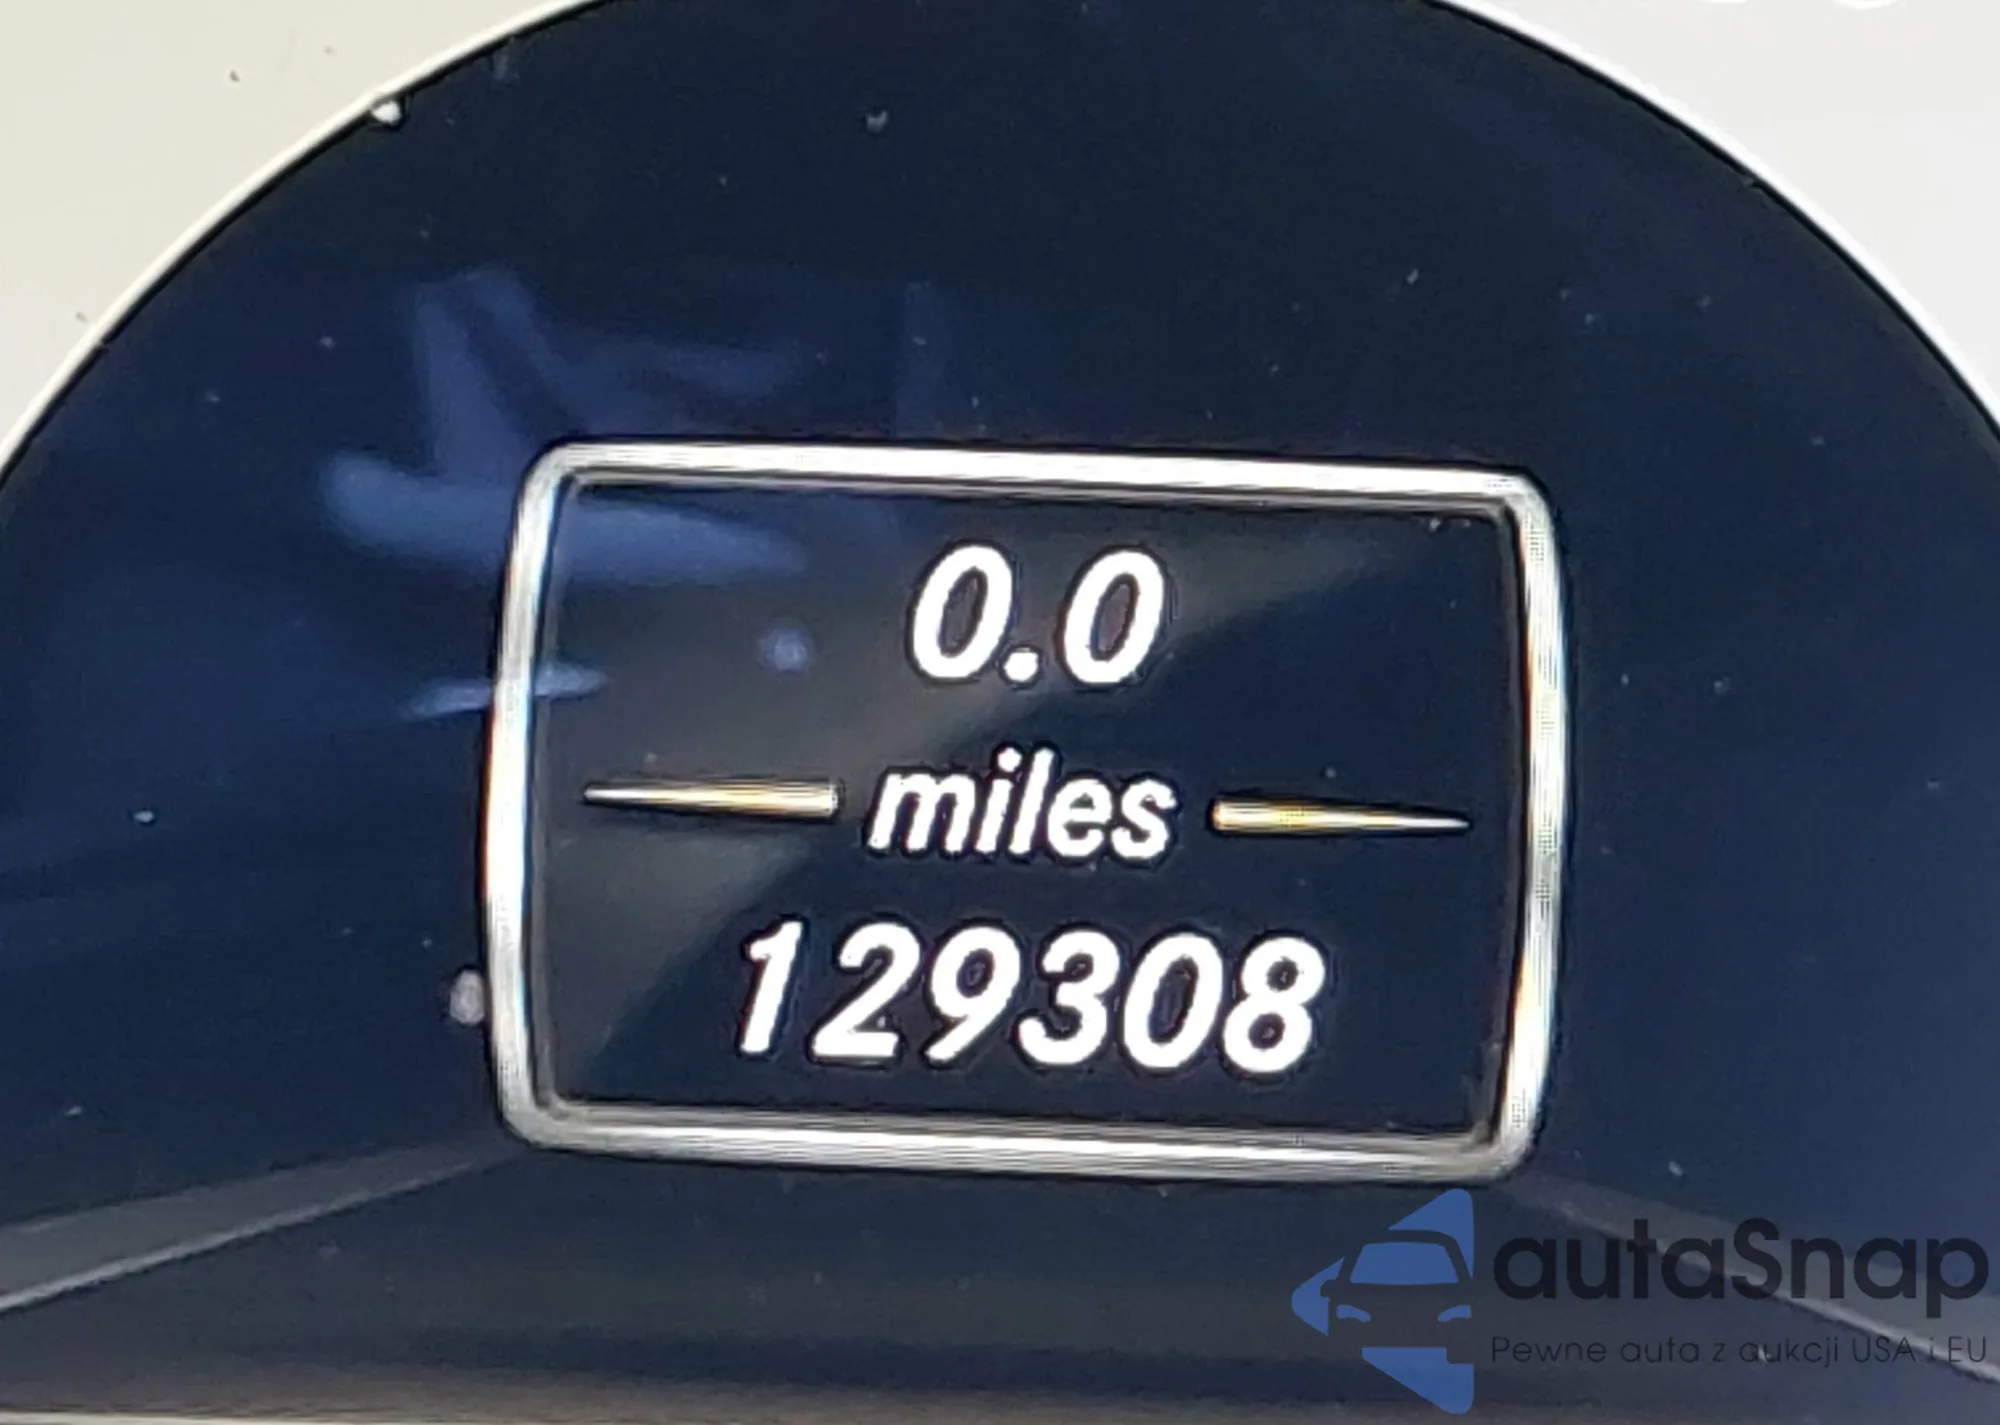 0.0
miles
129308
autaSnap
Pewne auta z aukcji USA i EU